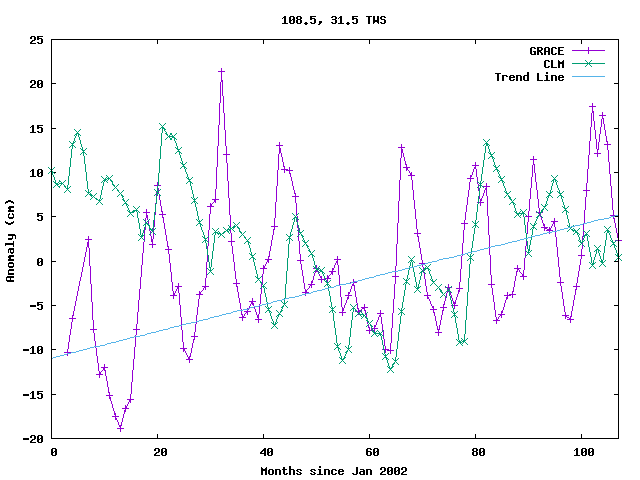 108.5, 31.5 TWS
GRACE
CLM
Trend Line
Anomaly (cm)
25
20
15
10
5
0
-5
-10
-15
-20
0 20 40 60 80 100
Months since Jan 2002